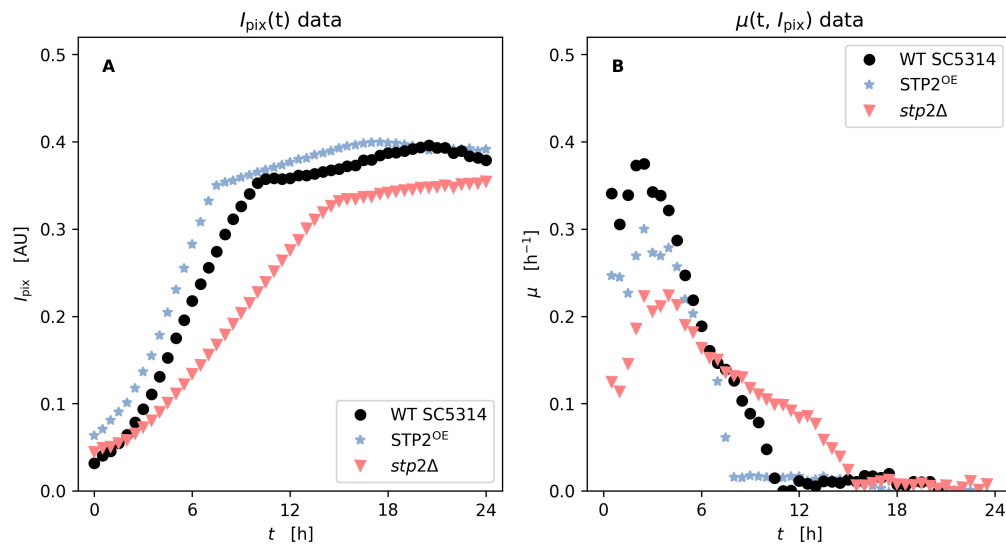 I_pix(t) data
A
0.5
0.4
0.3
0.2
0.1
0.0
I_pix [AU]
0 6 12 18 24
t [h]
WT SC5314
STP2^OE
stp2Δ
μ(t, I_pix) data
B
0.5
0.4
0.3
0.2
0.1
0.0
μ [h⁻¹]
0 6 12 18 24
t [h]
WT SC5314
STP2^OE
stp2Δ